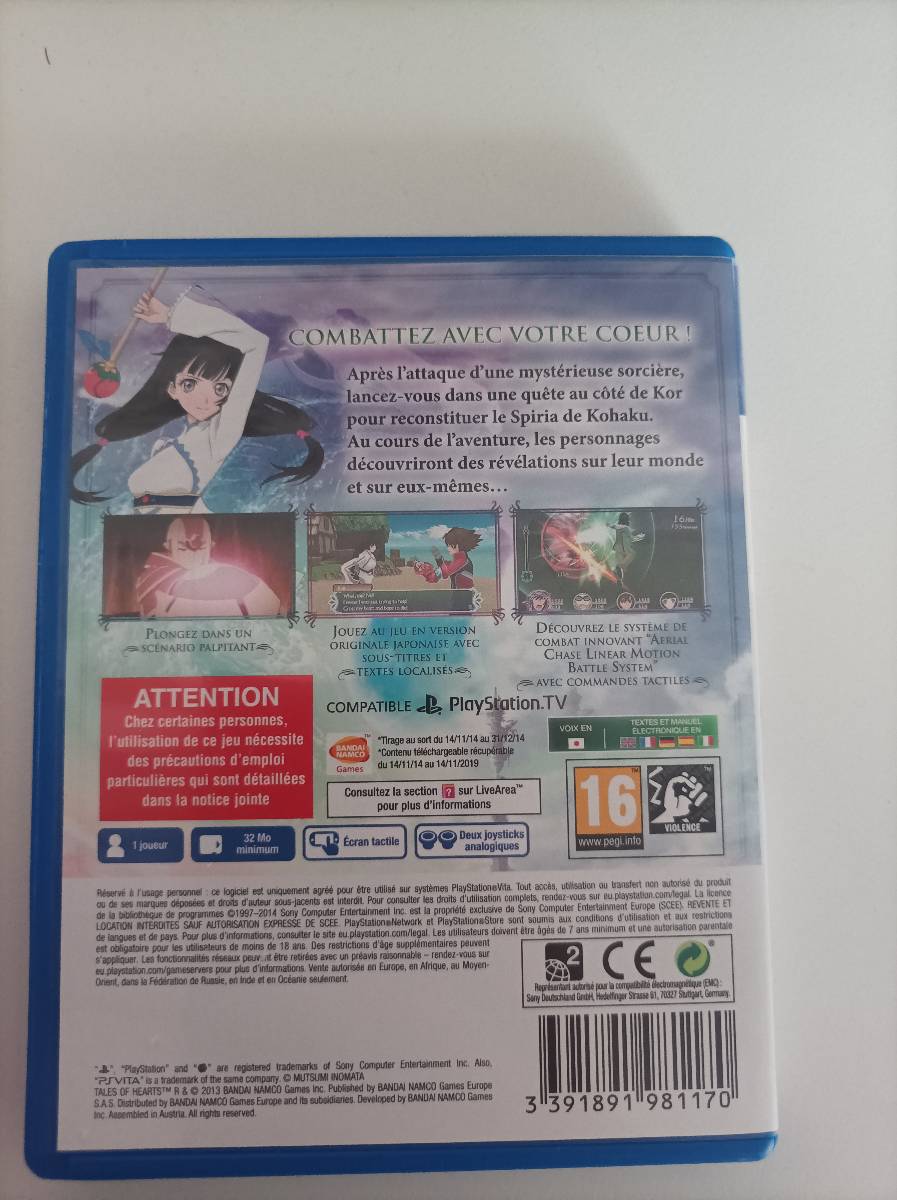 COMBATTEZ AVEC VOTRE COEUR !
Après l'attaque d'une mystérieuse sorcière,
lancez-vous dans une quête au côté de Kor
pour reconstituer le Spiria de Kohaku.
Au cours de l'aventure, les personnages
découvriront des révélations sur leur monde
et sur eux-mêmes...
PLONGEZ DANS UN
SCÉNARIO PALPITANT
JOUEZ AU JEU EN VERSION
ORIGINALE JAPONAISE AVEC
SOUS-TITRES ET
TEXTES LOCALISÉS
DÉCOUVREZ LE SYSTÈME DE
COMBAT INNOVANT "AERIAL
CHASE LINEAR MOTION
BATTLE SYSTEM"
AVEC COMMANDES TACTILES
ATTENTION
Chez certaines personnes,
l'utilisation de ce jeu nécessite
des précautions d'emploi
particulières qui sont détaillées
dans la notice jointe
COMPATIBLE PlayStation.TV
BANDAI
NAMCO
Games
*Tirage au sort du 14/11/14 au 31/12/14
*Contenu téléchargeable récupérable
du 14/11/14 au 14/11/2019
VOIX EN
TEXTES ET MANUEL
ÉLECTRONIQUE EN
Consultez la section ? sur LiveArea™
pour plus d'informations
16
www.pegi.info
VIOLENCE
1 joueur
32 Mo
minimum
Écran tactile
Deux joysticks
analogiques
Réservé à l'usage personnel : ce logiciel est uniquement agréé pour être utilisé sur systèmes PlayStation®Vita. Tout accès, utilisation ou transfert non autorisé du produit
ou de ses marques déposées et droits d'auteur sous-jacents est interdit. Pour consulter les droits d'utilisation complets, rendez-vous sur eu.playstation.com/legal. La licence
de la bibliothèque de programmes ©1997-2014 Sony Computer Entertainment Inc. est la propriété exclusive de Sony Computer Entertainment Europe (SCEE). REVENTE ET
LOCATION INTERDITES SAUF AUTORISATION EXPRESSE DE SCEE. PlayStation®Network et PlayStation®Store sont soumis aux conditions d'utilisation et aux restrictions
de langues et de pays. Pour plus d'informations, consulter le site eu.playstation.com/legal. Les utilisateurs doivent être âgés de 7 ans minimum et une autorisation parentale
est obligatoire pour les utilisateurs de moins de 18 ans. Des restrictions d'âge supplémentaires peuvent
s'appliquer. Les fonctionnalités réseaux peuvent être retirées avec un préavis raisonnable – rendez-vous sur
eu.playstation.com/gameservers pour plus d'informations. Vente autorisée en Europe, en Afrique, au Moyen-
Orient, dans la Fédération de Russie, en Inde et en Océanie seulement.
2
CE
Représentant autorisé pour la compatibilité électromagnétique (EMC) :
Sony Deutschland GmbH, Hedelfinger Strasse 61, 70327 Stuttgart, Germany.
"PlayStation" and are registered trademarks of Sony Computer Entertainment Inc. Also,
"PSVITA" is a trademark of the same company. © MUTSUMI INOMATA
TALES OF HEARTS™ R & © 2013 BANDAI NAMCO Games Inc. Published by BANDAI NAMCO Games Europe
S.A.S. Distributed by BANDAI NAMCO Games Europe and its subsidiaries. Developed by BANDAI NAMCO Games
Inc. Assembled in Austria. All rights reserved.
3 391891 981170